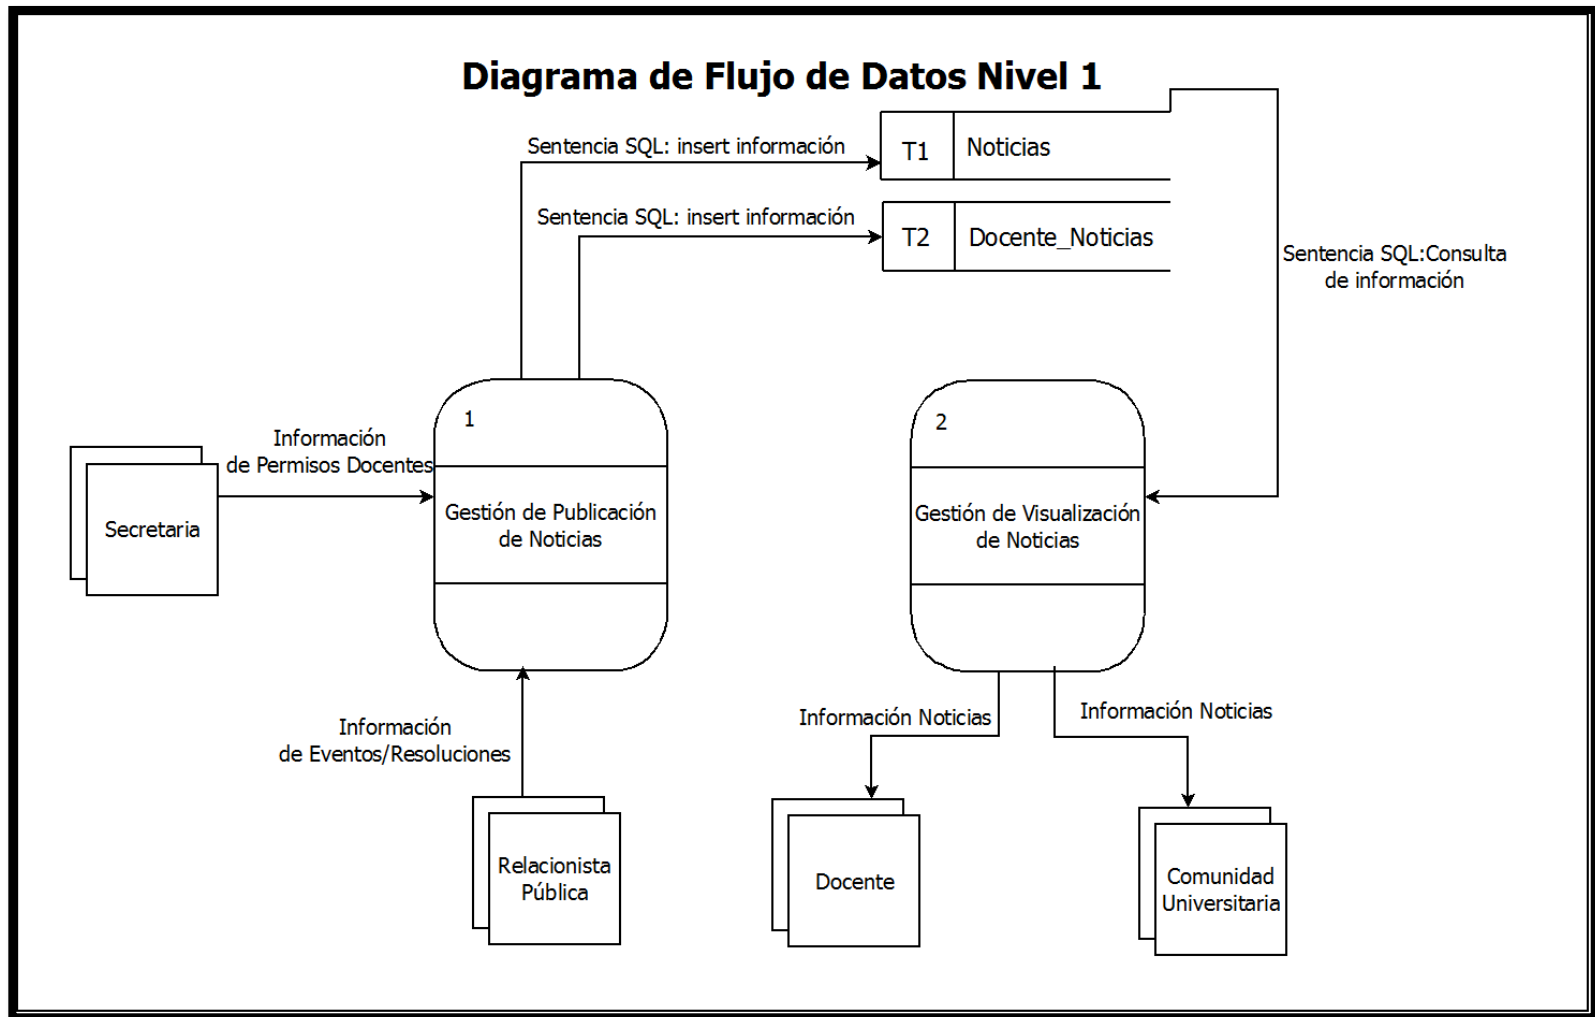 Diagrama de Flujo de Datos Nivel 1
Sentencia SQL: insert información
T1
Noticias
Sentencia SQL: insert información
T2
Docente_Noticias
Sentencia SQL:Consulta
de información
1
2
Información
de Permisos Docentes
Secretaria
Gestión de Publicación
de Noticias
Gestión de Visualización
de Noticias
Información
de Eventos/Resoluciones
Información Noticias
Información Noticias
Relacionista
Pública
Docente
Comunidad
Universitaria